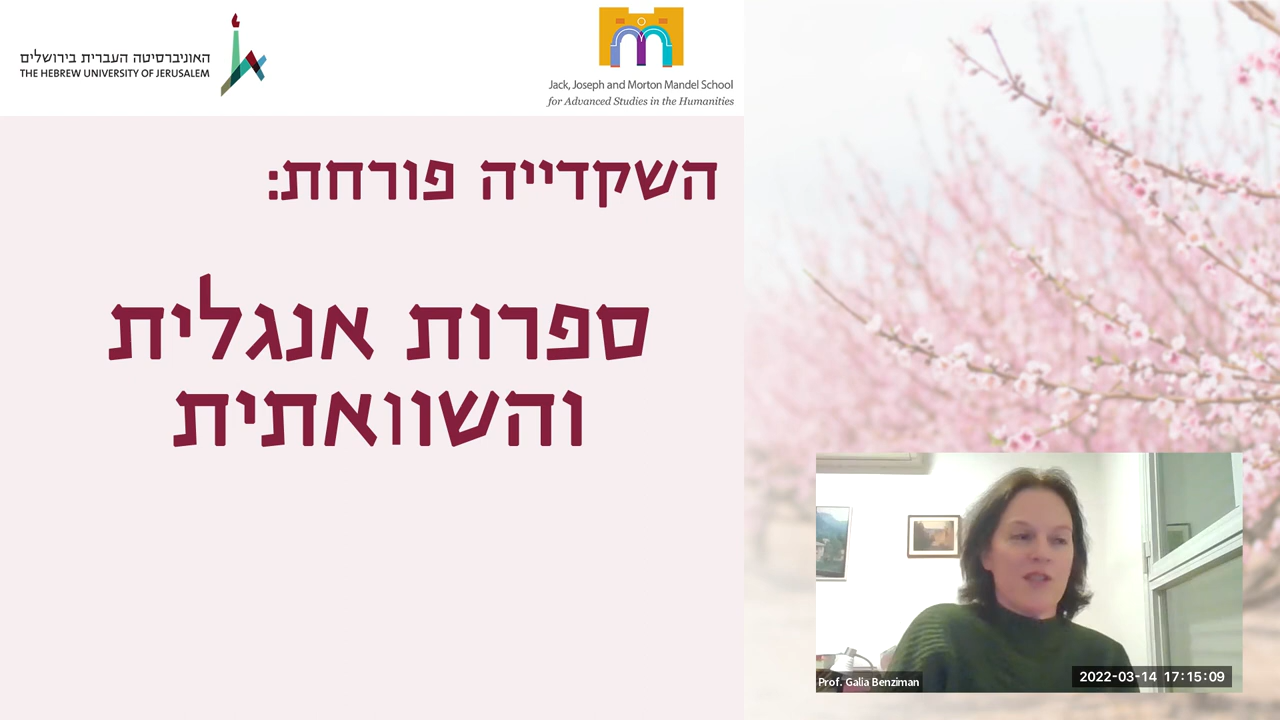 האוניברסיטה העברית בירושלים
THE HEBREW UNIVERSITY OF JERUSALEM
Jack, Joseph and Morton Mandel School
for Advanced Studies in the Humanities
השקדייה פורחת:
ספרות אנגלית
והשוואתית
Prof. Galia Benziman
2022-03-14 17:15:09